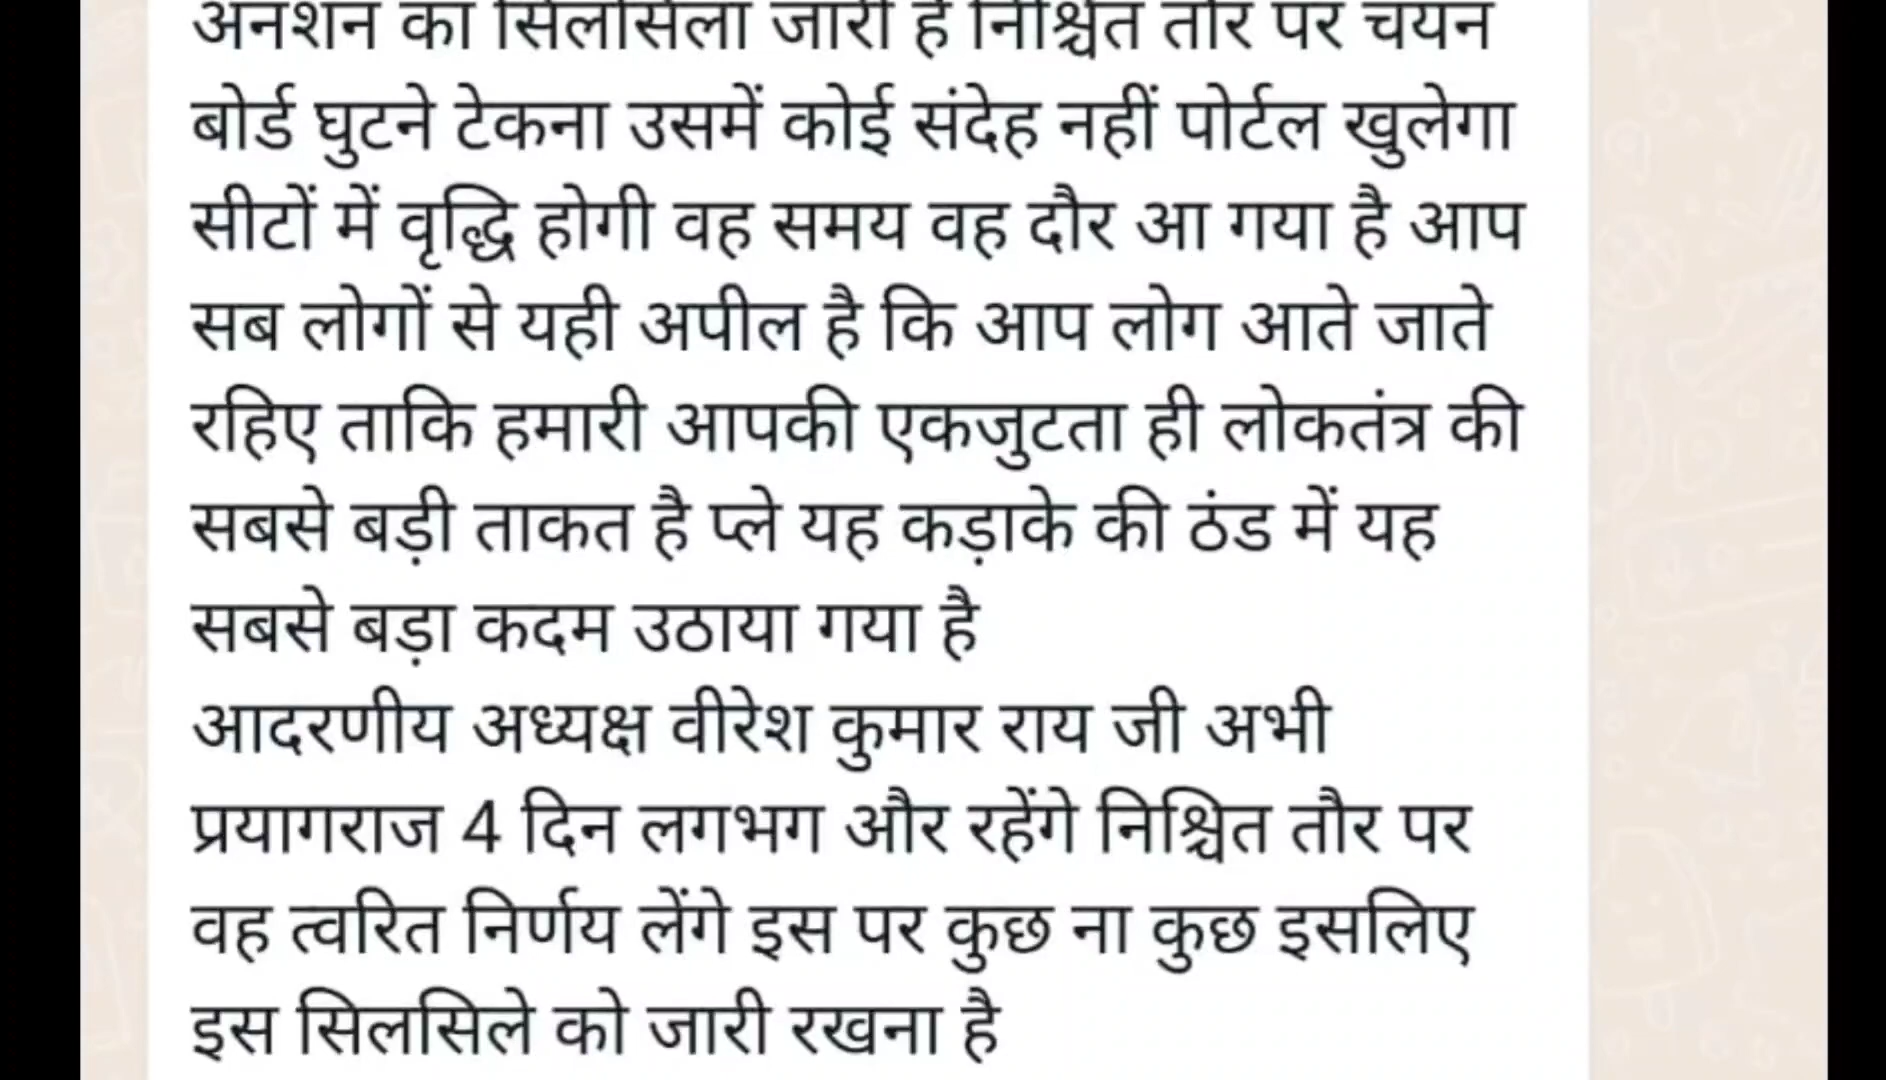 अनशन का सिलसिला जारी है निश्चित तौर पर चयन
बोर्ड घुटने टेकना उसमें कोई संदेह नहीं पोर्टल खुलेगा
सीटों में वृद्धि होगी वह समय वह दौर आ गया है आप
सब लोगों से यही अपील है कि आप लोग आते जाते
रहिए ताकि हमारी आपकी एकजुटता ही लोकतंत्र की
सबसे बड़ी ताकत है प्ले यह कड़ाके की ठंड में यह
सबसे बड़ा कदम उठाया गया है
आदरणीय अध्यक्ष वीरेश कुमार राय जी अभी
प्रयागराज 4 दिन लगभग और रहेंगे निश्चित तौर पर
वह त्वरित निर्णय लेंगे इस पर कुछ ना कुछ इसलिए
इस सिलसिले को जारी रखना है